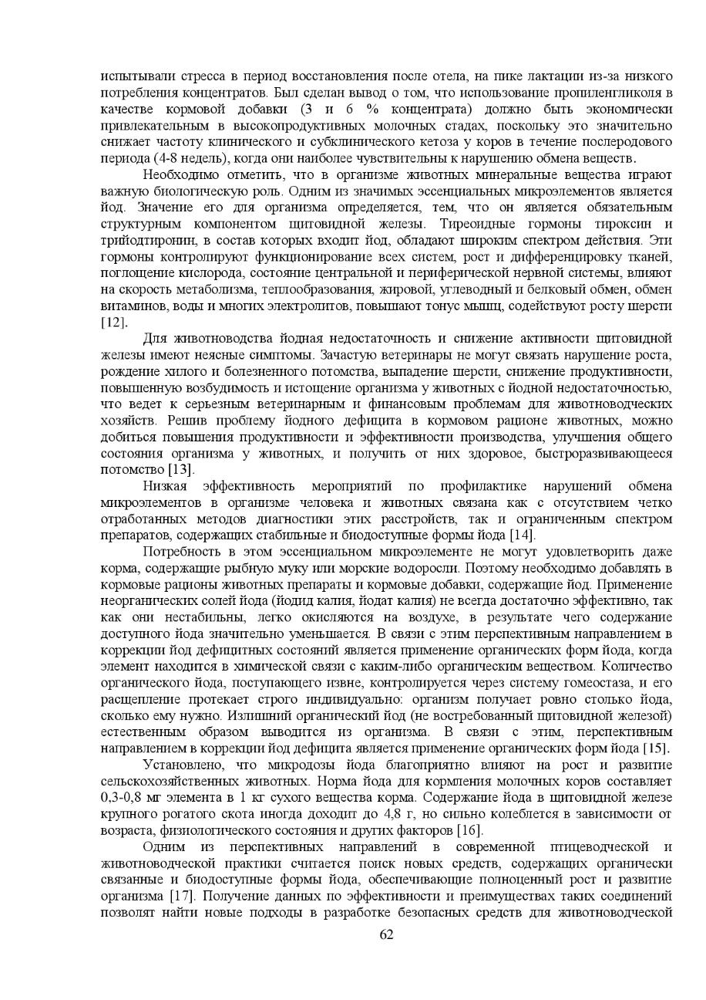 испытывали стресса в период восстановления после отела, на пике лактации из-за низкого
потребления концентратов. Был сделан вывод о том, что использование пропиленгликоля в
качестве кормовой добавки (3 и 6 % концентрата) должно быть экономически
привлекательным в высокопродуктивных молочных стадах, поскольку это значительно
снижает частоту клинического и субклинического кетоза у коров в течение послеродового
периода (4-8 недель), когда они наиболее чувствительны к нарушению обмена веществ.
Необходимо отметить, что в организме животных минеральные вещества играют
важную биологическую роль. Одним из значимых эссенциальных микроэлементов является
йод. Значение его для организма определяется, тем, что он является обязательным
структурным компонентом щитовидной железы. Тиреоидные гормоны тироксин и
трийодтиронин, в состав которых входит йод, обладают широким спектром действия. Эти
гормоны контролируют функционирование всех систем, рост и дифференцировку тканей,
поглощение кислорода, состояние центральной и периферической нервной системы, влияют
на скорость метаболизма, теплообразования, жировой, углеводный и белковый обмен, обмен
витаминов, воды и многих электролитов, повышают тонус мышц, содействуют росту шерсти
[12].
Для животноводства йодная недостаточность и снижение активности щитовидной
железы имеют неясные симптомы. Зачастую ветеринары не могут связать нарушение роста,
рождение хилого и болезненного потомства, выпадение шерсти, снижение продуктивности,
повышенную возбудимость и истощение организма у животных с йодной недостаточностью,
что ведет к серьезным ветеринарным и финансовым проблемам для животноводческих
хозяйств. Решив проблему йодного дефицита в кормовом рационе животных, можно
добиться повышения продуктивности и эффективности производства, улучшения общего
состояния организма у животных, и получить от них здоровое, быстроразвивающееся
потомство [13].
Низкая эффективность мероприятий по профилактике нарушений обмена
микроэлементов в организме человека и животных связана как с отсутствием четко
отработанных методов диагностики этих расстройств, так и ограниченным спектром
препаратов, содержащих стабильные и биодоступные формы йода [14].
Потребность в этом эссенциальном микроэлементе не могут удовлетворить даже
корма, содержащие рыбную муку или морские водоросли. Поэтому необходимо добавлять в
кормовые рационы животных препараты и кормовые добавки, содержащие йод. Применение
неорганических солей йода (йодид калия, йодат калия) не всегда достаточно эффективно, так
как они нестабильны, легко окисляются на воздухе, в результате чего содержание
доступного йода значительно уменьшается. В связи с этим перспективным направлением в
коррекции йод дефицитных состояний является применение органических форм йода, когда
элемент находится в химической связи с каким-либо органическим веществом. Количество
органического йода, поступающего извне, контролируется через систему гомеостаза, и его
расщепление протекает строго индивидуально: организм получает ровно столько йода,
сколько ему нужно. Излишний органический йод (не востребованный щитовидной железой)
естественным образом выводится из организма. В связи с этим, перспективным
направлением в коррекции йод дефицита является применение органических форм йода [15].
Установлено, что микродозы йода благоприятно влияют на рост и развитие
сельскохозяйственных животных. Норма йода для кормления молочных коров составляет
0,3-0,8 мг элемента в 1 кг сухого вещества корма. Содержание йода в щитовидной железе
крупного рогатого скота иногда доходит до 4,8 г, но сильно колеблется в зависимости от
возраста, физиологического состояния и других факторов [16].
Одним из перспективных направлений в современной птицеводческой и
животноводческой практики считается поиск новых средств, содержащих органически
связанные и биодоступные формы йода, обеспечивающие полноценный рост и развитие
организма [17]. Получение данных по эффективности и преимуществах таких соединений
позволят найти новые подходы в разработке безопасных средств для животноводческой
62